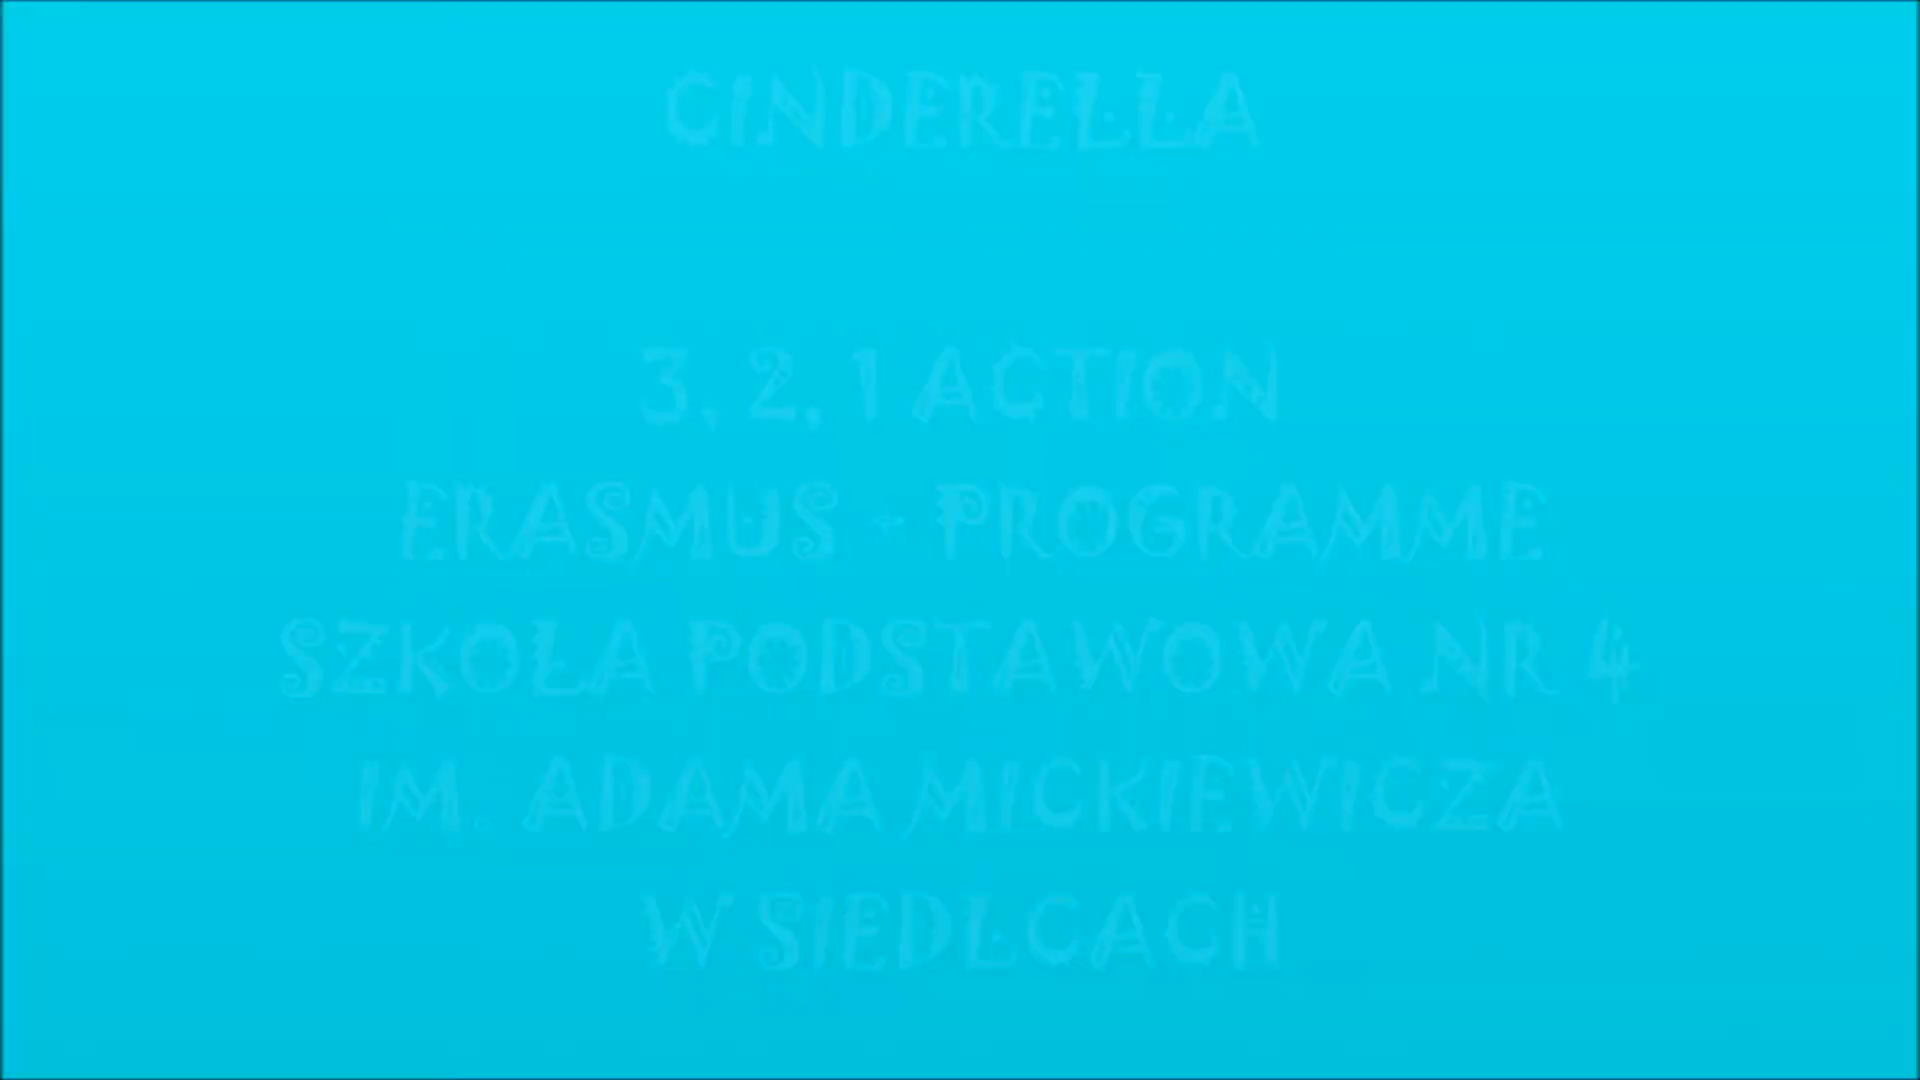 CINDERELLA
3, 2, 1 ACTION
ERASMUS + PROGRAMME
SZKOŁA PODSTAWOWA NR 4
IM. ADAMA MICKIEWICZA
W SIEDLCACH